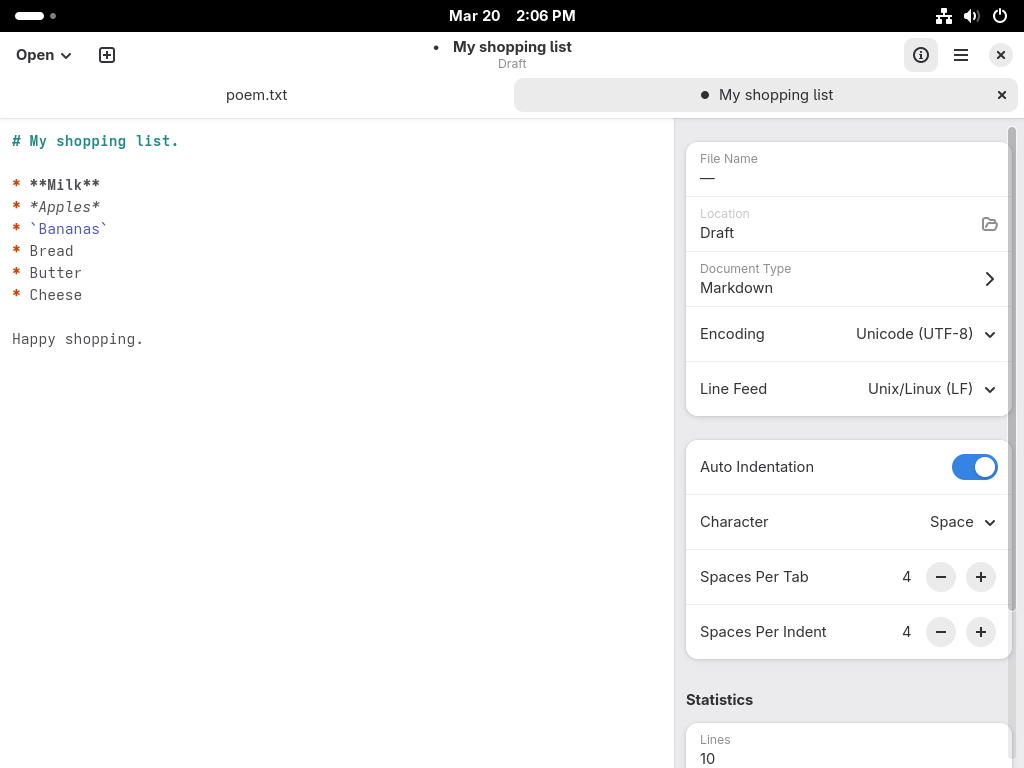 Mar 20 2:06 PM
Open
• My shopping list
Draft
poem.txt
● My shopping list
# My shopping list.
* **Milk**
* *Apples*
* `Bananas`
* Bread
* Butter
* Cheese
Happy shopping.
File Name
—
Location
Draft
Document Type
Markdown
Encoding Unicode (UTF-8)
Line Feed Unix/Linux (LF)
Auto Indentation
Character Space
Spaces Per Tab 4
Spaces Per Indent 4
Statistics
Lines
10